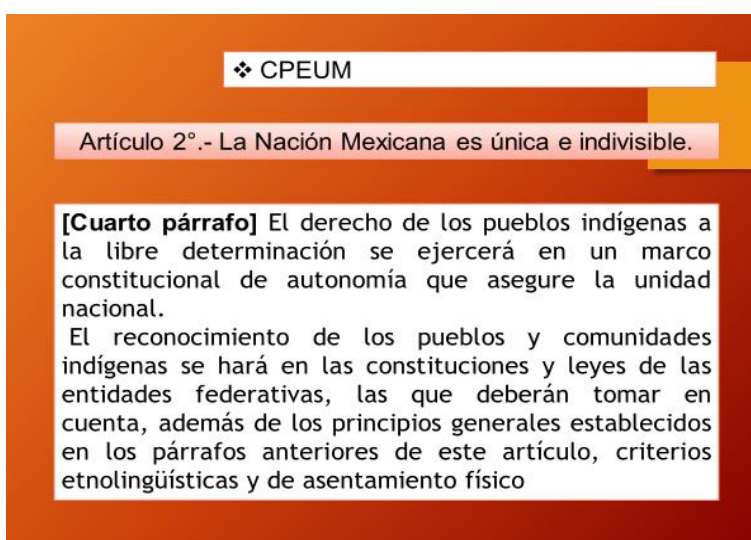 ❖ CPEUM
Artículo 2°.- La Nación Mexicana es única e indivisible.
[Cuarto párrafo] El derecho de los pueblos indígenas a
la libre determinación se ejercerá en un marco
constitucional de autonomía que asegure la unidad
nacional.
El reconocimiento de los pueblos y comunidades
indígenas se hará en las constituciones y leyes de las
entidades federativas, las que deberán tomar en
cuenta, además de los principios generales establecidos
en los párrafos anteriores de este artículo, criterios
etnolingüísticas y de asentamiento físico